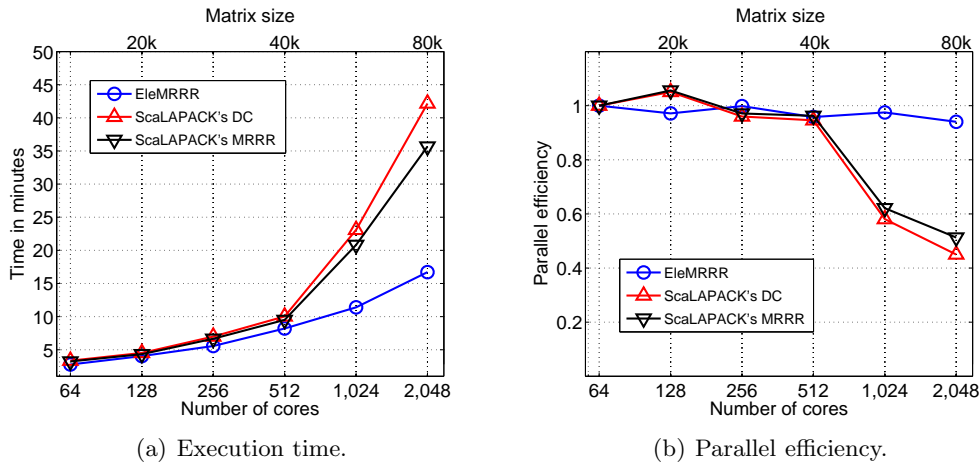 Matrix size
20k 40k 80k
50
45
40
35
30
25
20
15
10
5
Time in minutes
EleMRRR
ScaLAPACK's DC
ScaLAPACK's MRRR
64 128 256 512 1,024 2,048
Number of cores
(a) Execution time.
Matrix size
20k 40k 80k
1
0.8
0.6
0.4
0.2
Parallel efficiency
EleMRRR
ScaLAPACK's DC
ScaLAPACK's MRRR
64 128 256 512 1,024 2,048
Number of cores
(b) Parallel efficiency.